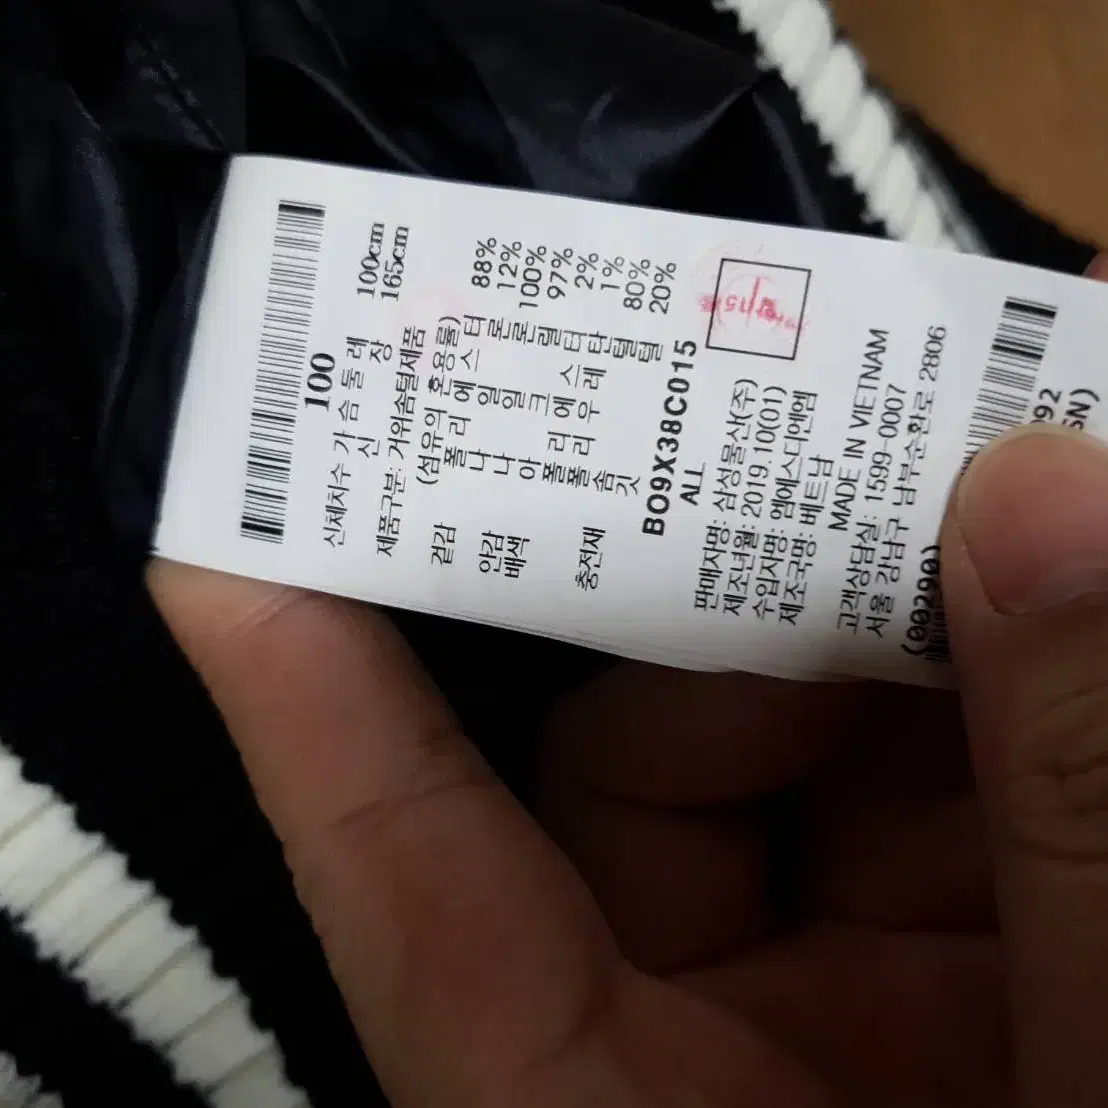 100
신체치수 가슴둘레 100cm
신장 165cm
제품구분: 거위솜털제품
(섬유의 혼용률)
겉감 폴리에스터 88%
나일론 12%
안감 나일론 100%
배색 아크릴 97%
폴리에스터 2%
폴리우레탄 1%
충전재 솜털 80%
깃털 20%
BO9X38C015
ALL
판매자명: 삼성물산(주)
제조년월: 2019.10(01)
수입자명: 엠에스디엔엠
제조국명: 베트남
MADE IN VIETNAM
고객상담실: 1599-0007
서울 강남구 남부순환로 2806
(00290)